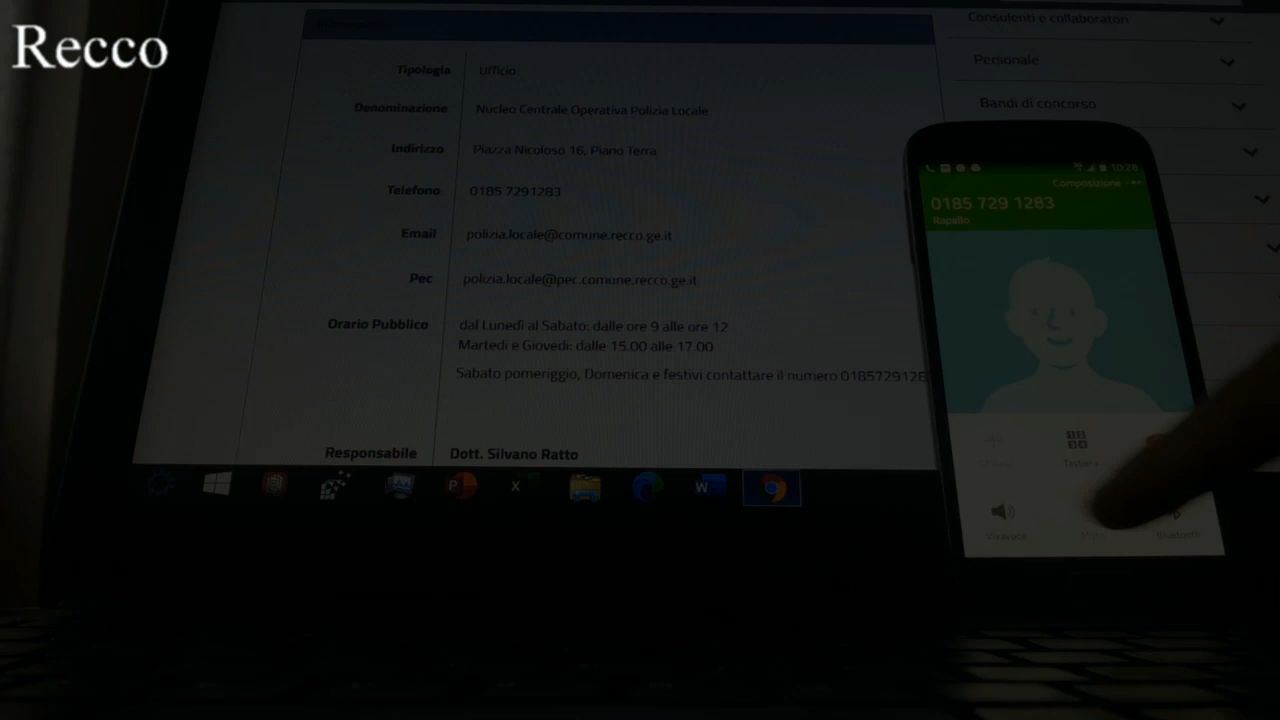 Recco
Tipologia Ufficio
Denominazione Nucleo Centrale Operativa Polizia Locale
Indirizzo Piazza Nicoloso 16, Piano Terra
Telefono 0185 7291283
Email polizia.locale@comune.recco.ge.it
Pec polizia.locale@pec.comune.recco.ge.it
Orario Pubblico dal Lunedì al Sabato: dalle ore 9 alle ore 12
Martedì e Giovedì: dalle 15.00 alle 17.00
Sabato pomeriggio, Domenica e festivi contattare il numero 0185729128
Responsabile Dott. Silvano Ratto
Consulenti e collaboratori
Personale
Bandi di concorso
10:28
Composizione
0185 729 1283
Rapallo
Tastiera
Vivavoce
Bluetooth
P X W